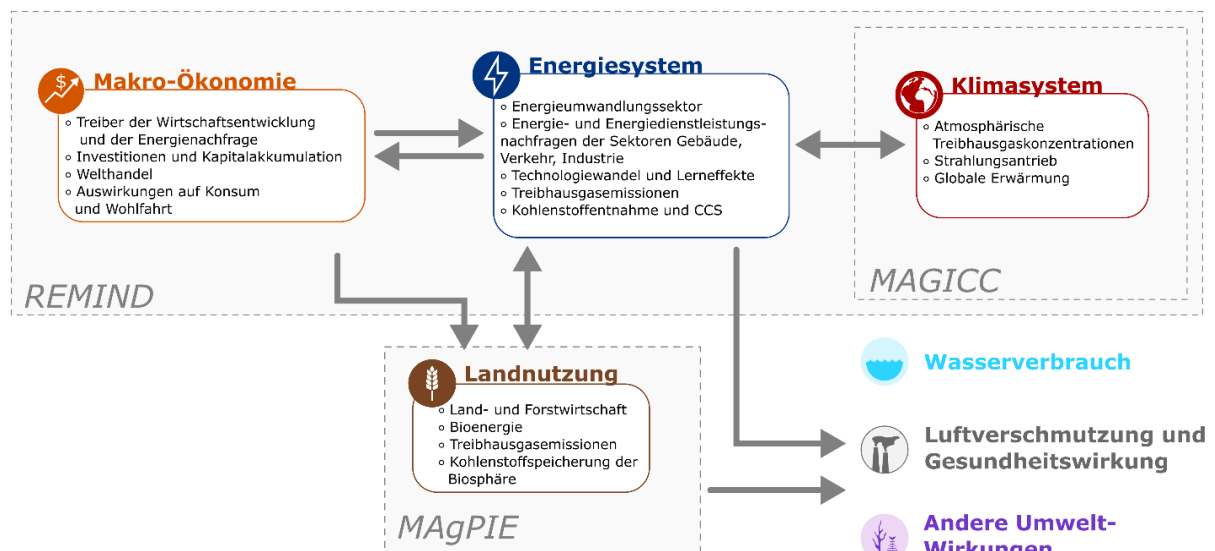 Makro-Ökonomie
◦ Treiber der Wirtschaftsentwicklung
und der Energienachfrage
◦ Investitionen und Kapitalakkumulation
◦ Welthandel
◦ Auswirkungen auf Konsum
und Wohlfahrt
Energiesystem
◦ Energieumwandlungssektor
◦ Energie- und Energiedienstleistungs-
nachfragen der Sektoren Gebäude,
Verkehr, Industrie
◦ Technologiewandel und Lerneffekte
◦ Treibhausgasemissionen
◦ Kohlenstoffentnahme und CCS
Klimasystem
◦ Atmosphärische
Treibhausgaskonzentrationen
◦ Strahlungsantrieb
◦ Globale Erwärmung
REMIND
MAGICC
Landnutzung
◦ Land- und Forstwirtschaft
◦ Bioenergie
◦ Treibhausgasemissionen
◦ Kohlenstoffspeicherung der
Biosphäre
MAgPIE
Wasserverbrauch
Luftverschmutzung und
Gesundheitswirkung
Andere Umwelt-
Wirkungen